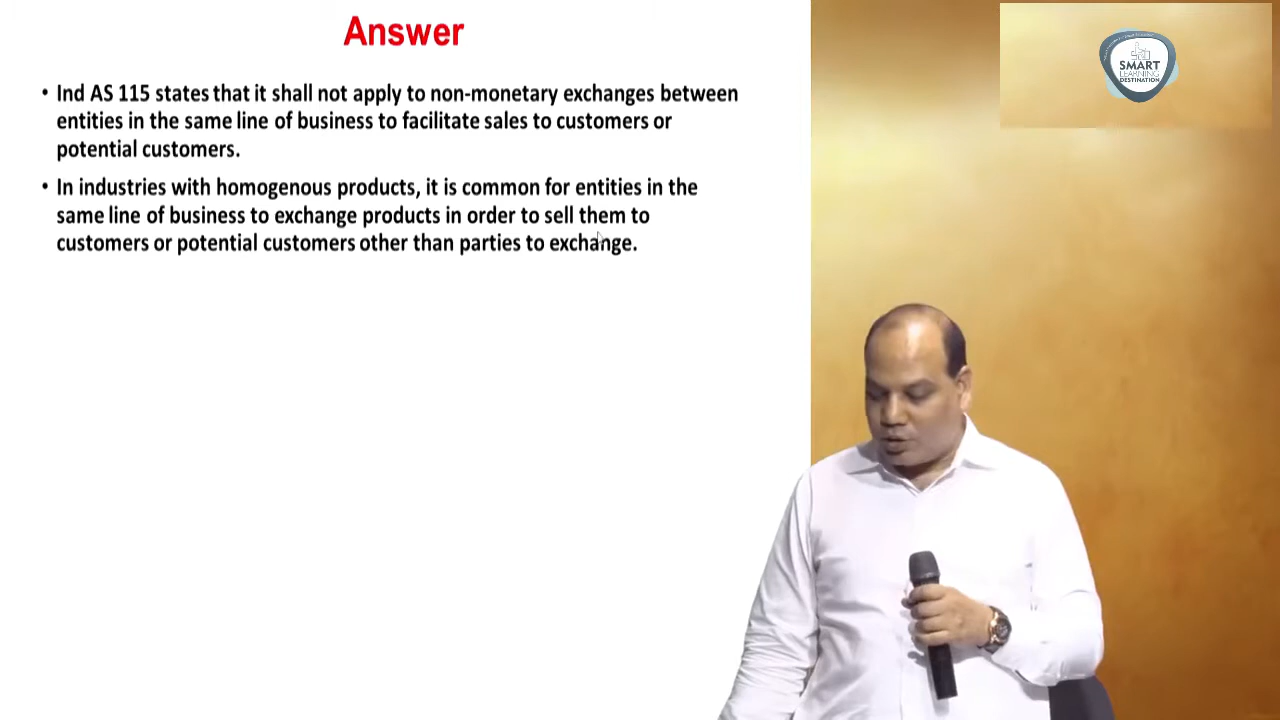 Answer
• Ind AS 115 states that it shall not apply to non-monetary exchanges between
entities in the same line of business to facilitate sales to customers or
potential customers.
• In industries with homogenous products, it is common for entities in the
same line of business to exchange products in order to sell them to
customers or potential customers other than parties to exchange.
SMART
LEARNING
DESTINATION